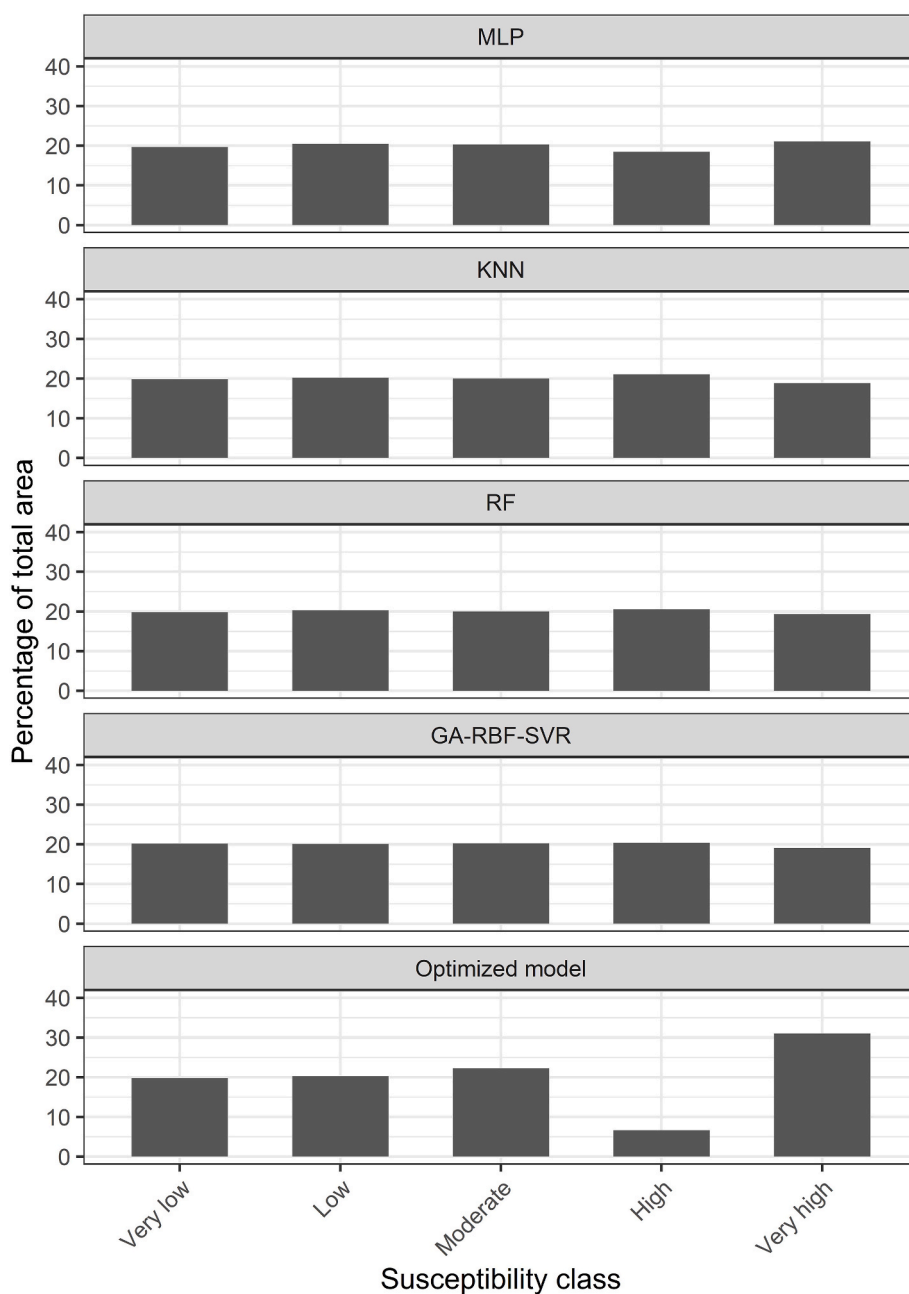 MLP
40
30
20
10
0
KNN
40
30
20
10
0
RF
40
30
20
10
0
GA-RBF-SVR
40
30
20
10
0
Optimized model
40
30
20
10
0
Percentage of total area
Very low
Low
Moderate
High
Very high
Susceptibility class